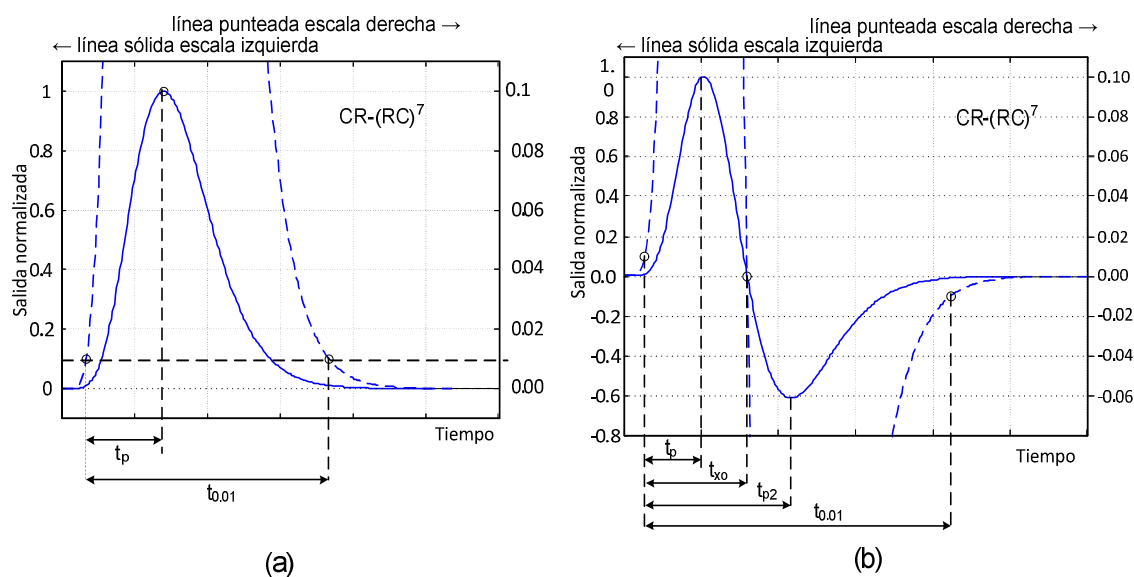 línea punteada escala derecha →
← línea sólida escala izquierda
1
0.8
0.6
0.4
0.2
0
Salida normalizada
0.1
0.08
0.06
0.04
0.02
0.00
CR-(RC)⁷
Tiempo
tₚ
t₀.₀₁
(a)
línea punteada escala derecha →
← línea sólida escala izquierda
1.
0
0.8
0.6
0.4
0.2
0.0
-0.2
-0.4
-0.6
-0.8
Salida normalizada
0.10
0.08
0.06
0.04
0.02
0.00
-0.02
-0.04
-0.06
CR-(RC)⁷
Tiempo
tₚ
tₓₒ
tₚ₂
t₀.₀₁
(b)